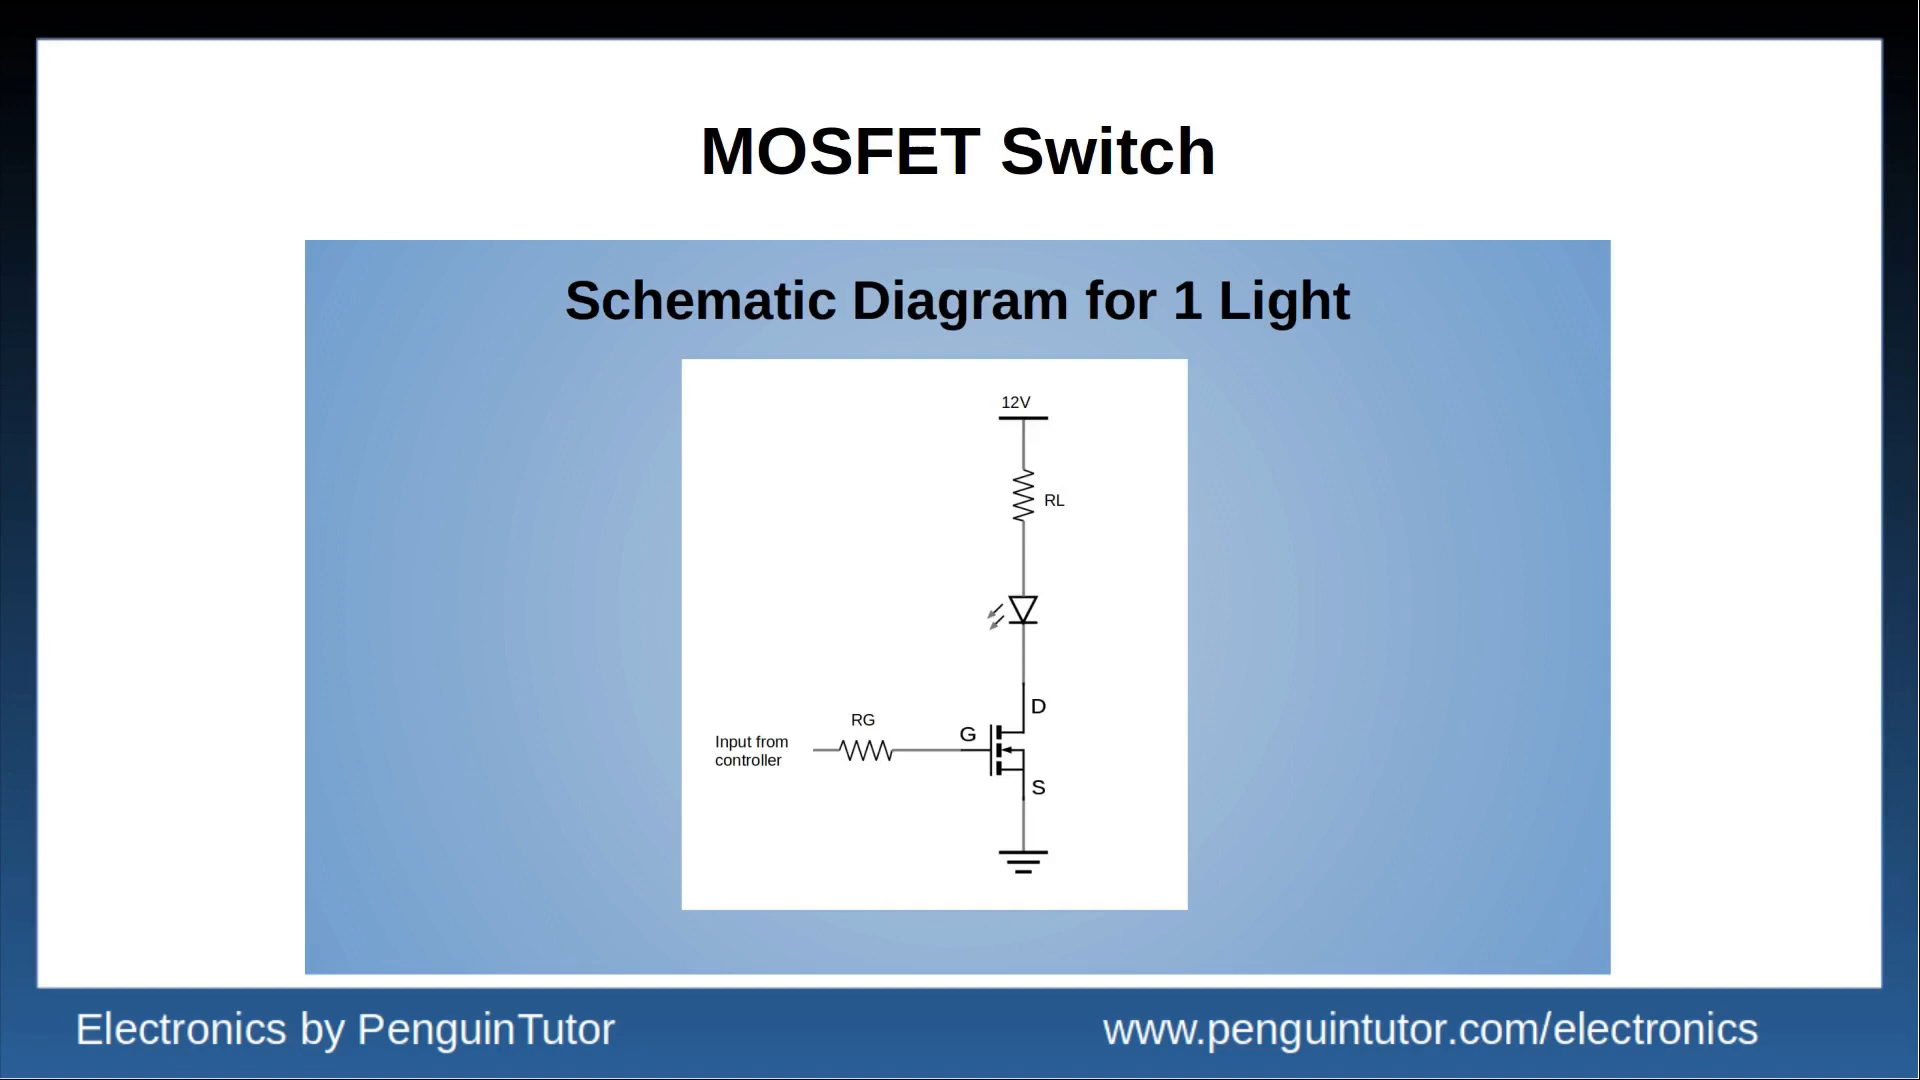 MOSFET Switch
Schematic Diagram for 1 Light
12V
RL
D
RG
G
Input from
controller
S
Electronics by PenguinTutor
www.penguintutor.com/electronics